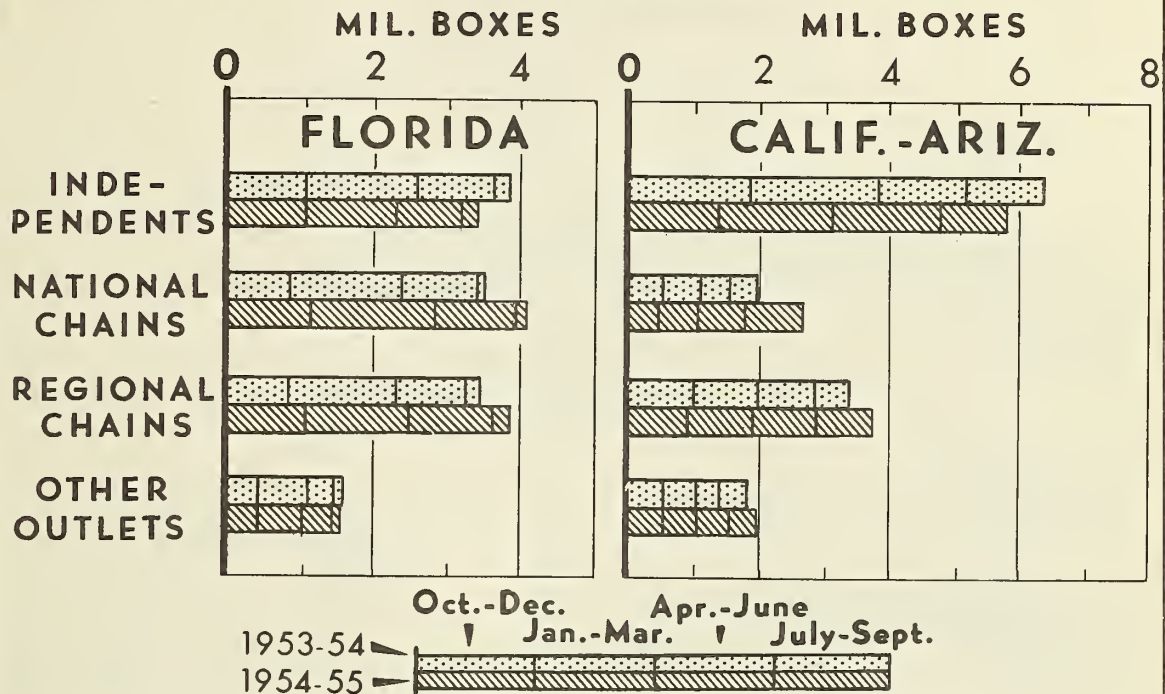 MIL. BOXES
0 2 4
MIL. BOXES
0 2 4 6 8
FLORIDA
CALIF.-ARIZ.
INDE-
PENDENTS
NATIONAL
CHAINS
REGIONAL
CHAINS
OTHER
OUTLETS
Oct.-Dec. Apr.-June
Jan.-Mar. July-Sept.
1953-54
1954-55